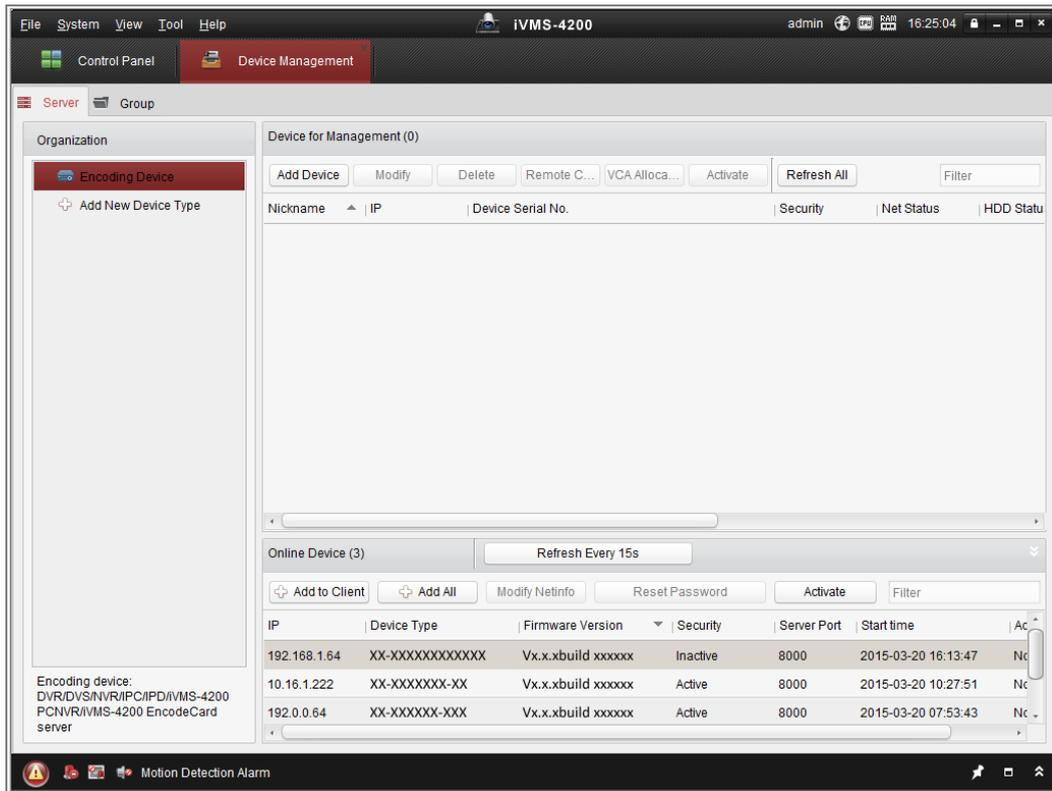 File System View Tool Help iVMS-4200 admin CPU RAM 16:25:04
Control Panel Device Management
Server Group
Organization
Encoding Device
Add New Device Type
Encoding device:
DVR/DVS/NVR/IPC/IPD/iVMS-4200
PCNVR/iVMS-4200 EncodeCard
server
Device for Management (0)
Add Device Modify Delete Remote C... VCA Alloca... Activate Refresh All Filter
Nickname IP Device Serial No. Security Net Status HDD Statu
Online Device (3) Refresh Every 15s
Add to Client Add All Modify Netinfo Reset Password Activate Filter
IP Device Type Firmware Version Security Server Port Start time Ad
192.168.1.64 XX-XXXXXXXXXXXX Vx.x.xbuild xxxxxx Inactive 8000 2015-03-20 16:13:47 No
10.16.1.222 XX-XXXXXXX-XX Vx.x.xbuild xxxxxx Active 8000 2015-03-20 10:27:51 No
192.0.0.64 XX-XXXXXX-XXX Vx.x.xbuild xxxxxx Active 8000 2015-03-20 07:53:43 No
Motion Detection Alarm